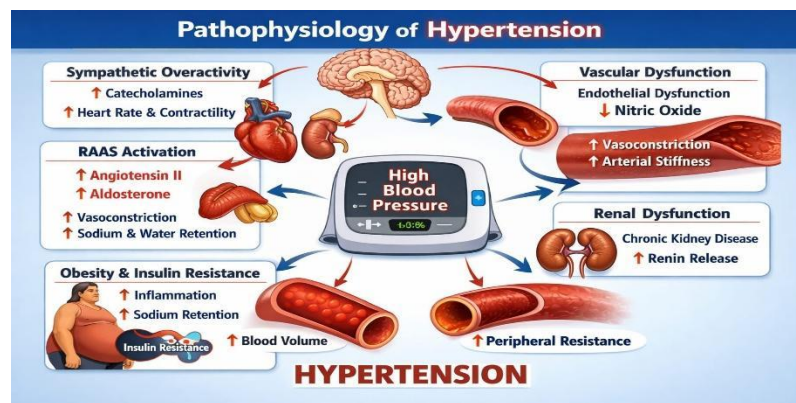 Pathophysiology of Hypertension
Sympathetic Overactivity
↑ Catecholamines
↑ Heart Rate & Contractility
RAAS Activation
↑ Angiotensin II
↑ Aldosterone
↑ Vasoconstriction
↑ Sodium & Water Retention
Obesity & Insulin Resistance
↑ Inflammation
↑ Sodium Retention
Insulin Resistance
High
Blood
Pressure
Vascular Dysfunction
Endothelial Dysfunction
↓ Nitric Oxide
↑ Vasoconstriction
↑ Arterial Stiffness
Renal Dysfunction
Chronic Kidney Disease
↑ Renin Release
↑ Blood Volume
↑ Peripheral Resistance
HYPERTENSION